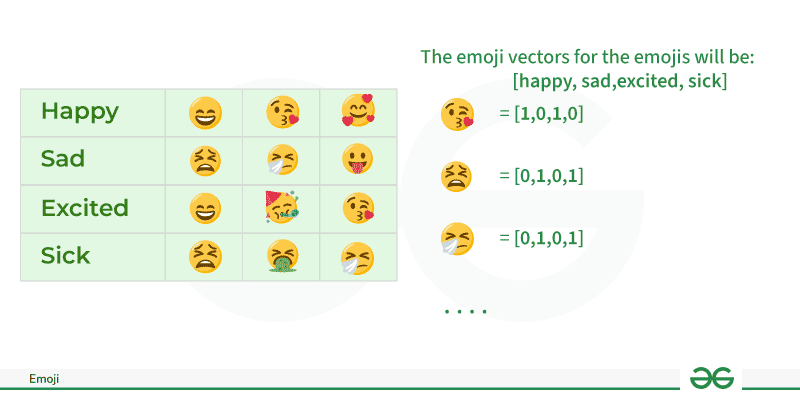 The emoji vectors for the emojis will be:
[happy, sad,excited, sick]
Happy
Sad
Excited
Sick
= [1,0,1,0]
= [0,1,0,1]
= [0,1,0,1]
. . . .
Emoji